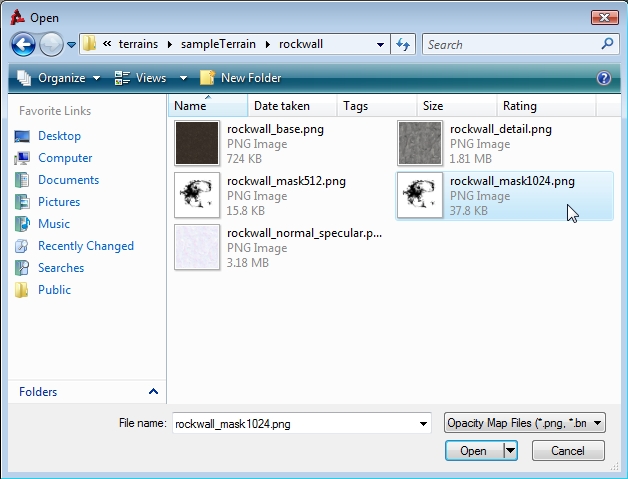 Open
« terrains ▸ sampleTerrain ▸ rockwall
Search
Organize
Views
New Folder
?
Favorite Links
Desktop
Computer
Documents
Pictures
Music
Recently Changed
Searches
Public
Folders
Name Date taken Tags Size Rating
rockwall_base.png
PNG Image
724 KB
rockwall_detail.png
PNG Image
1.81 MB
rockwall_mask512.png
PNG Image
15.8 KB
rockwall_mask1024.png
PNG Image
37.8 KB
rockwall_normal_specular.p...
PNG Image
3.18 MB
File name: rockwall_mask1024.png
Opacity Map Files (*.png, *.bn
Open
Cancel